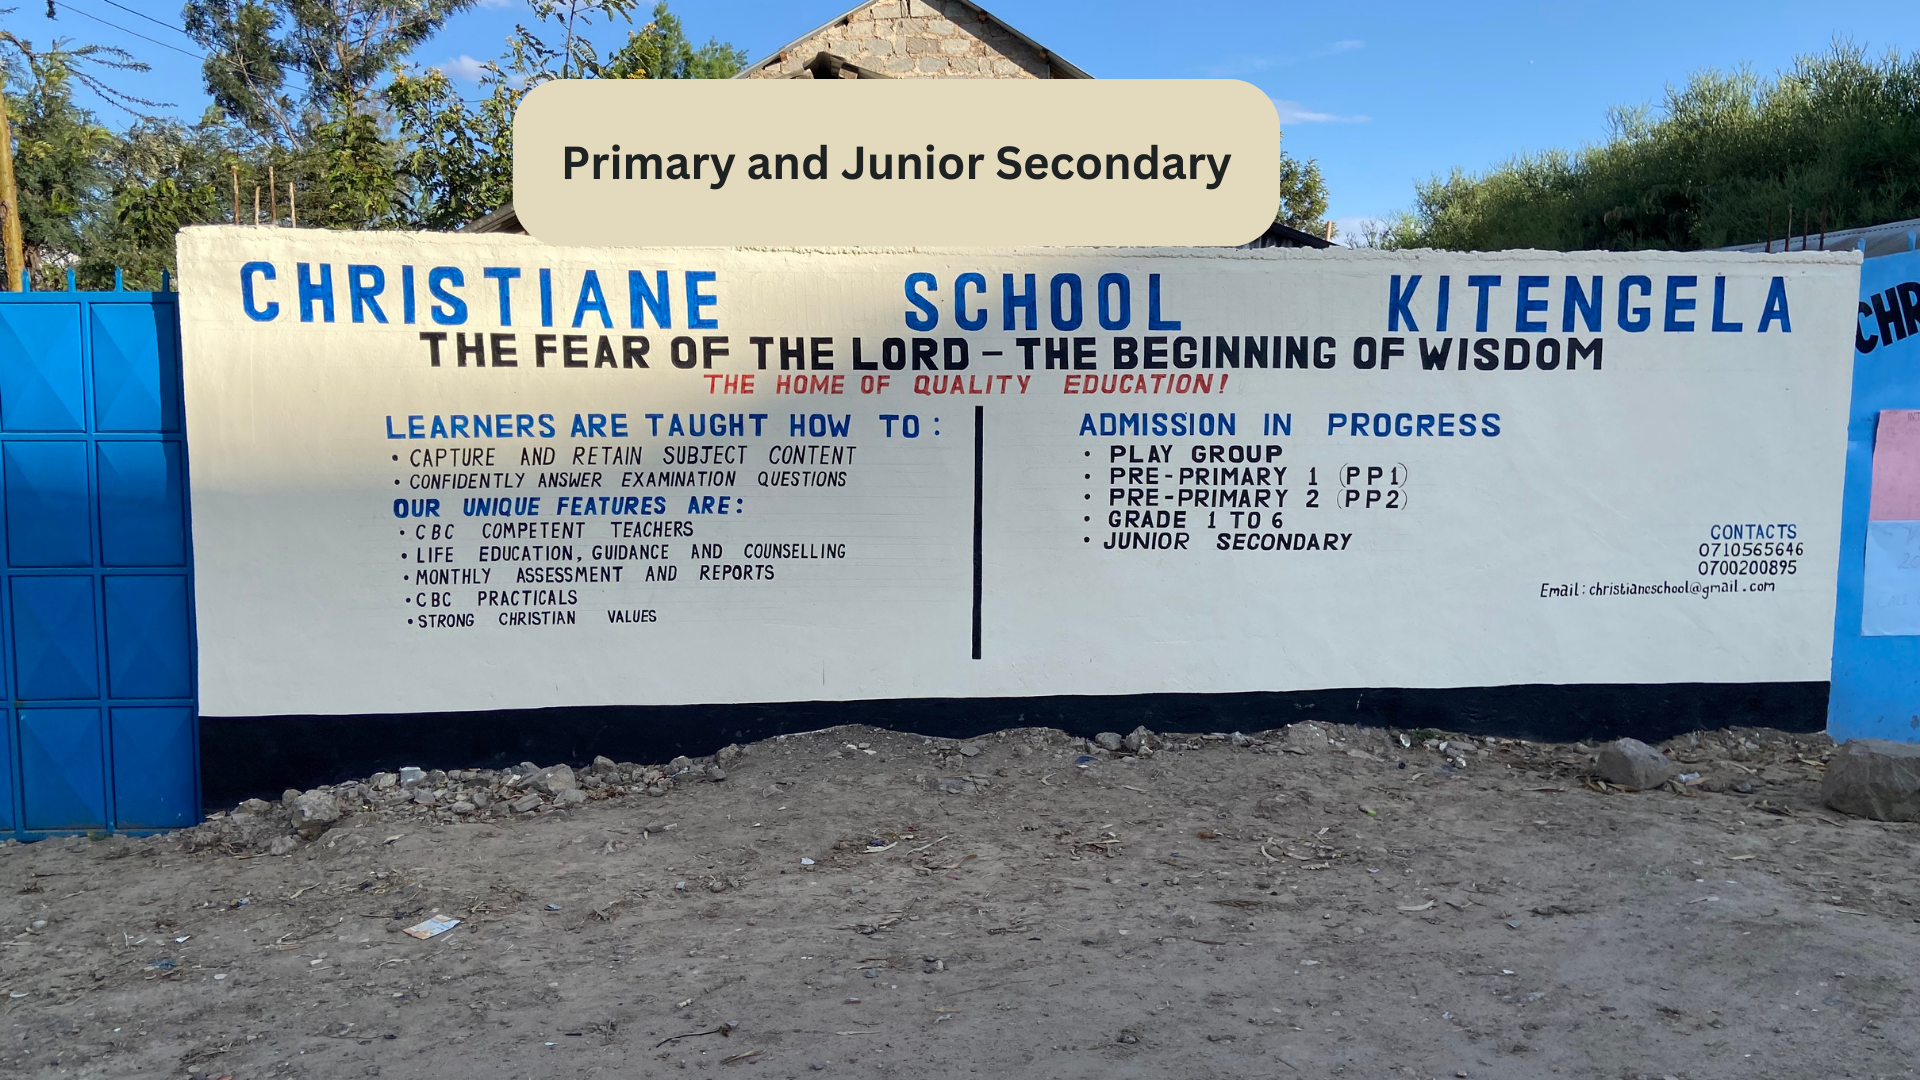 Primary and Junior Secondary
CHRISTIANE SCHOOL KITENGELA
THE FEAR OF THE LORD - THE BEGINNING OF WISDOM
THE HOME OF QUALITY EDUCATION!
LEARNERS ARE TAUGHT HOW TO :
• CAPTURE AND RETAIN SUBJECT CONTENT
• CONFIDENTLY ANSWER EXAMINATION QUESTIONS
OUR UNIQUE FEATURES ARE:
• CBC COMPETENT TEACHERS
• LIFE EDUCATION, GUIDANCE AND COUNSELLING
• MONTHLY ASSESSMENT AND REPORTS
• CBC PRACTICALS
• STRONG CHRISTIAN VALUES
ADMISSION IN PROGRESS
• PLAY GROUP
• PRE-PRIMARY 1 (PP1)
• PRE-PRIMARY 2 (PP2)
• GRADE 1 TO 6
• JUNIOR SECONDARY
CONTACTS
0710565646
0700200895
Email: christianeschool@gmail.com
CHR